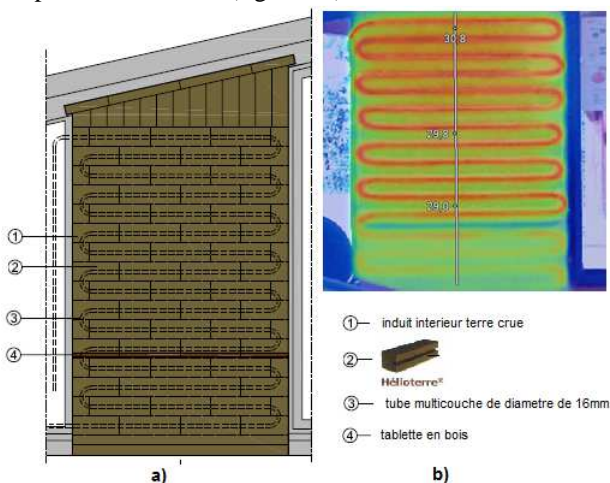 b)
30,8
29,8
29,0
①
②
③
④
① induit interieur terre crue
②
Hélioterre®
③ tube multicouche de diametre de 16mm
④ tablette en bois
a)
b)